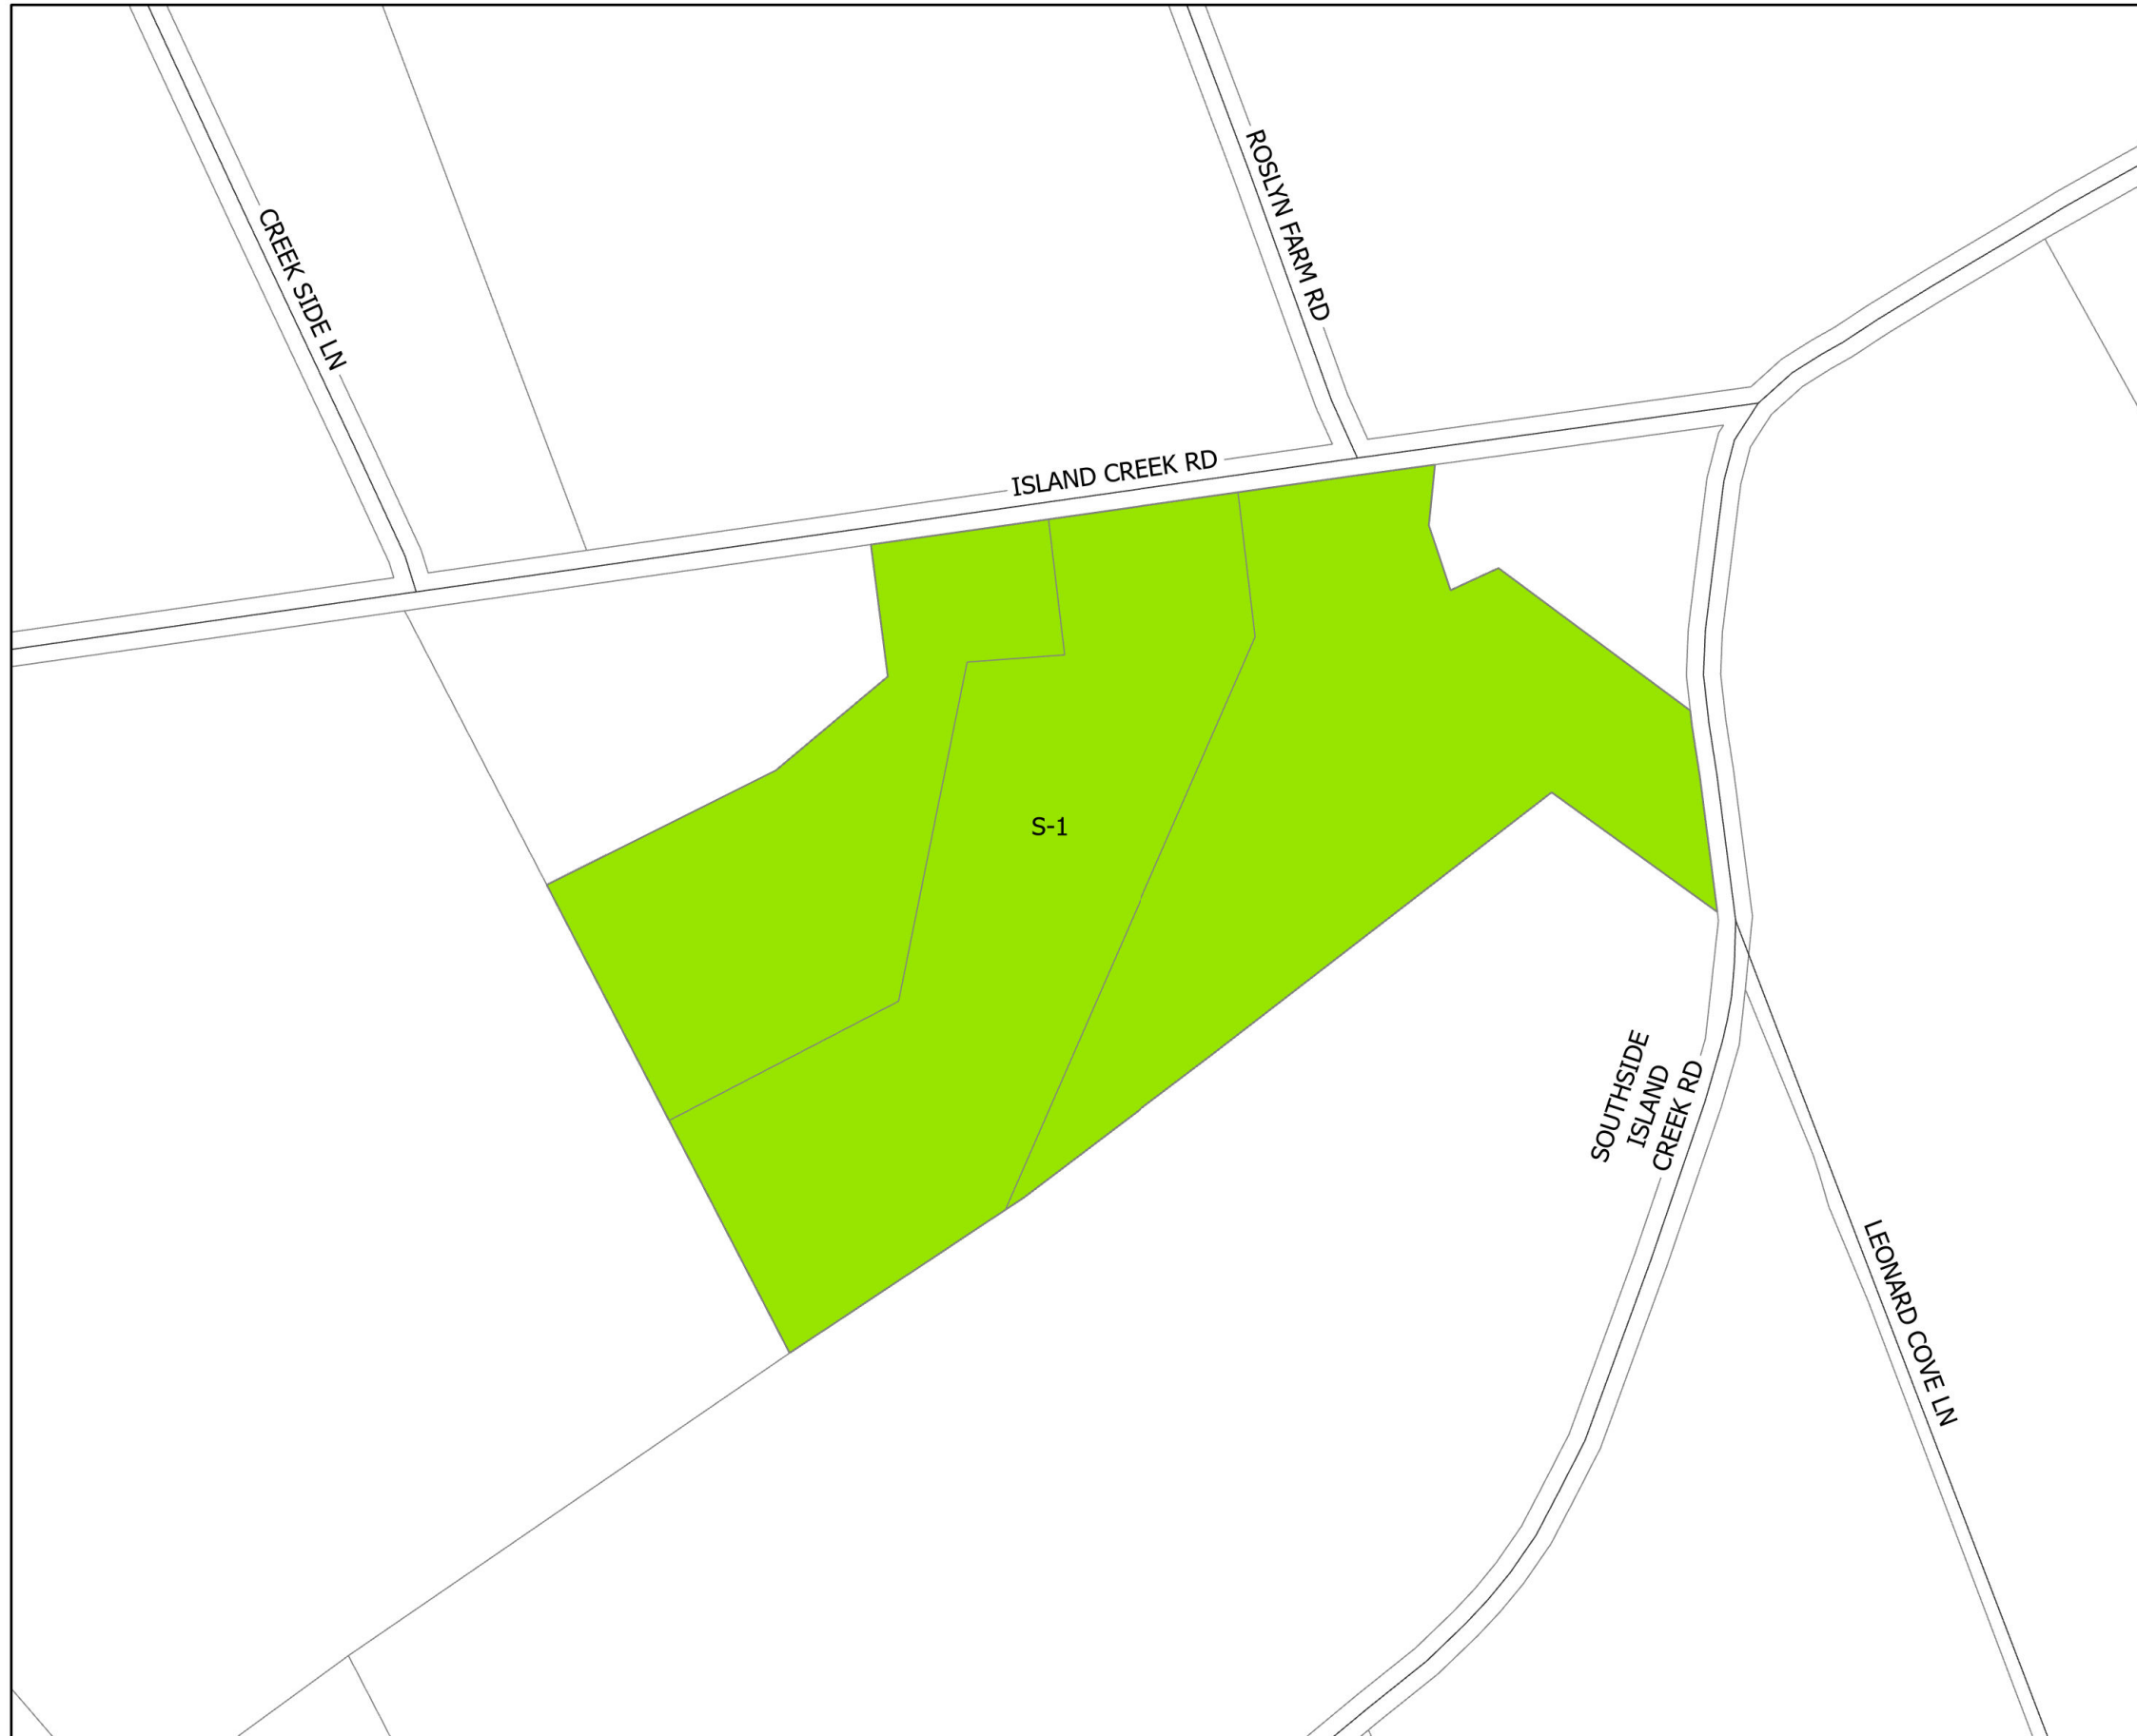 ROSLYN FARM RD
CREEK SIDE LN
ISLAND CREEK RD
S-1
SOUTHSIDE
ISLAND
CREEK RD
LEONARD COVE LN